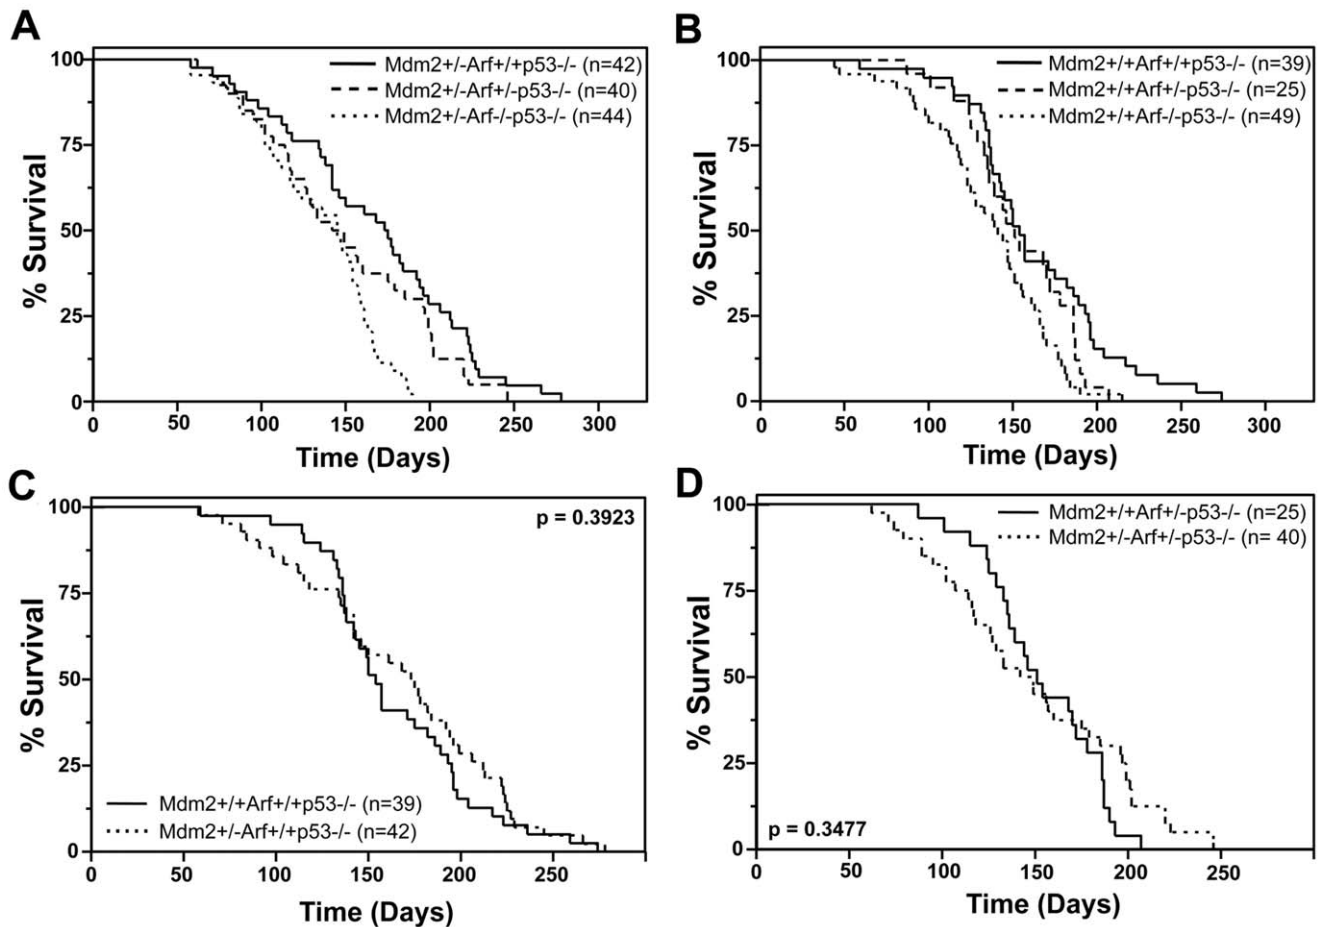 A
100
75
50
25
0
% Survival
Mdm2+/-Arf+/+p53-/- (n=42)
Mdm2+/-Arf+/-p53-/- (n=40)
Mdm2+/-Arf-/-p53-/- (n=44)
0 50 100 150 200 250 300
Time (Days)
B
100
75
50
25
0
% Survival
Mdm2+/+Arf+/+p53-/- (n=39)
Mdm2+/+Arf+/-p53-/- (n=25)
Mdm2+/+Arf-/-p53-/- (n=49)
0 50 100 150 200 250 300
Time (Days)
C
100
75
50
25
0
% Survival
p = 0.3923
Mdm2+/+Arf+/+p53-/- (n=39)
Mdm2+/-Arf+/+p53-/- (n=42)
0 50 100 150 200 250
Time (Days)
D
100
75
50
25
0
% Survival
Mdm2+/+Arf+/-p53-/- (n=25)
Mdm2+/-Arf+/-p53-/- (n= 40)
p = 0.3477
0 50 100 150 200 250
Time (Days)